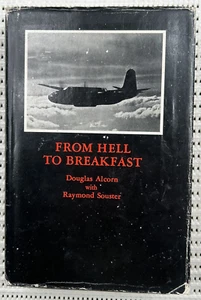 FROM HELL
TO BREAKFAST
Douglas Alcorn
with
Raymond Souster